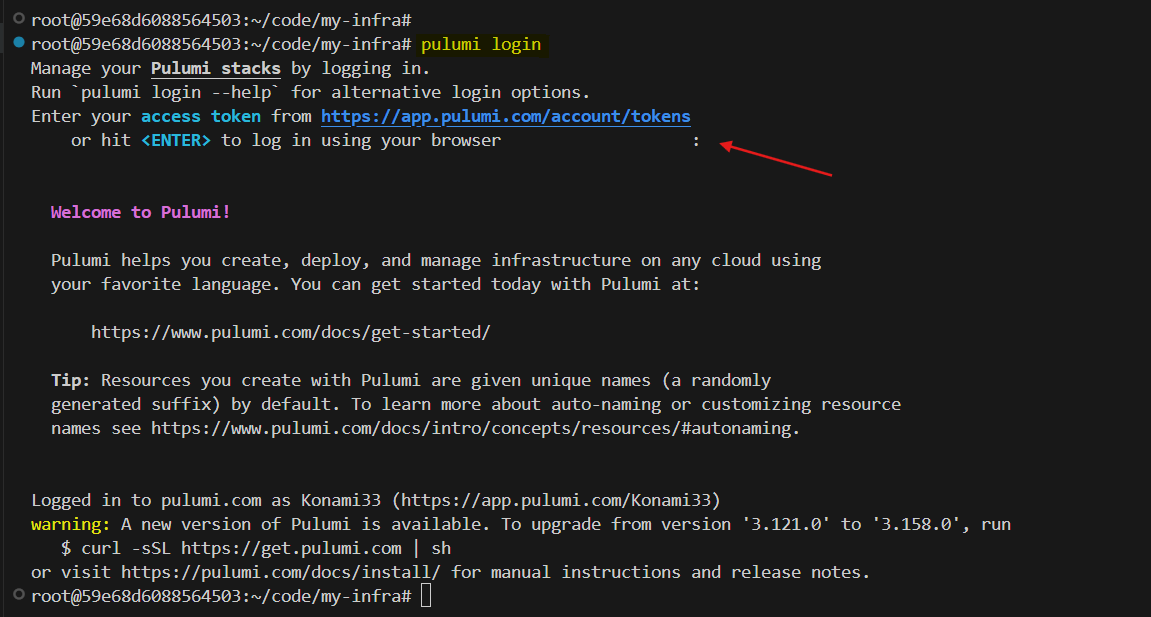 root@59e68d6088564503:~/code/my-infra#
root@59e68d6088564503:~/code/my-infra# pulumi login
Manage your Pulumi stacks by logging in.
Run `pulumi login --help` for alternative login options.
Enter your access token from https://app.pulumi.com/account/tokens
or hit <ENTER> to log in using your browser :
Welcome to Pulumi!
Pulumi helps you create, deploy, and manage infrastructure on any cloud using
your favorite language. You can get started today with Pulumi at:
https://www.pulumi.com/docs/get-started/
Tip: Resources you create with Pulumi are given unique names (a randomly
generated suffix) by default. To learn more about auto-naming or customizing resource
names see https://www.pulumi.com/docs/intro/concepts/resources/#autonaming.
Logged in to pulumi.com as Konami33 (https://app.pulumi.com/Konami33)
warning: A new version of Pulumi is available. To upgrade from version '3.121.0' to '3.158.0', run
$ curl -sSL https://get.pulumi.com | sh
or visit https://pulumi.com/docs/install/ for manual instructions and release notes.
root@59e68d6088564503:~/code/my-infra#